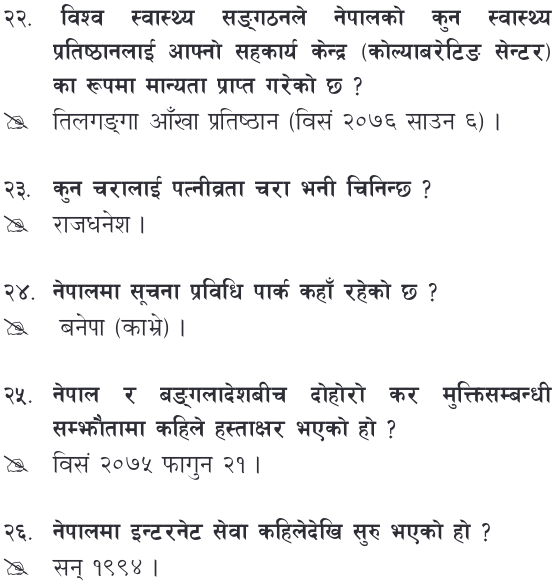 २२. विश्व स्वास्थ्य सङ्गठनले नेपालको कुन स्वास्थ्य
प्रतिष्ठानलाई आफ्नो सहकार्य केन्द्र (कोल्याबरेटिङ सेन्टर)
का रूपमा मान्यता प्राप्त गरेको छ ?
तिलगङ्गा आँखा प्रतिष्ठान (विसं २०७६ साउन ६) ।
२३. कुन चरालाई पत्नीव्रता चरा भनी चिनिन्छ ?
राजधनेश ।
२४. नेपालमा सूचना प्रविधि पार्क कहाँ रहेको छ ?
बनेपा (काभ्रे) ।
२५. नेपाल र बङ्गलादेशबीच दोहोरो कर मुक्तिसम्बन्धी
सम्झौतामा कहिले हस्ताक्षर भएको हो ?
विसं २०७५ फागुन २१ ।
२६. नेपालमा इन्टरनेट सेवा कहिलेदेखि सुरु भएको हो ?
सन् १९९४ ।